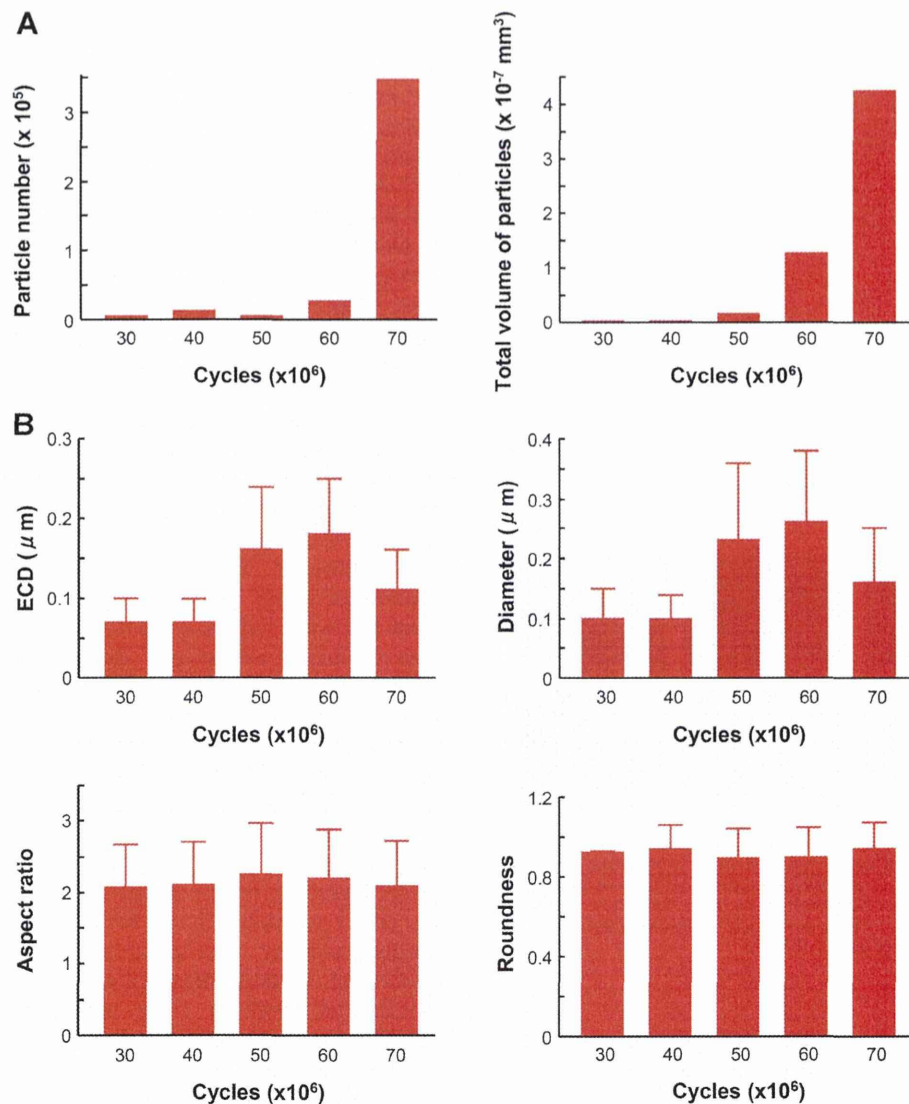 A
Particle number (x 10⁵)
3
2
1
0
30 40 50 60 70
Cycles (x10⁶)
Total volume of particles (x 10⁻⁷ mm³)
4
3
2
1
0
30 40 50 60 70
Cycles (x10⁶)
B
ECD (μm)
0.3
0.2
0.1
0
30 40 50 60 70
Cycles (x10⁶)
Diameter (μm)
0.4
0.3
0.2
0.1
0
30 40 50 60 70
Cycles (x10⁶)
Aspect ratio
3
2
1
0
30 40 50 60 70
Cycles (x10⁶)
Roundness
1.2
0.8
0.4
0
30 40 50 60 70
Cycles (x10⁶)